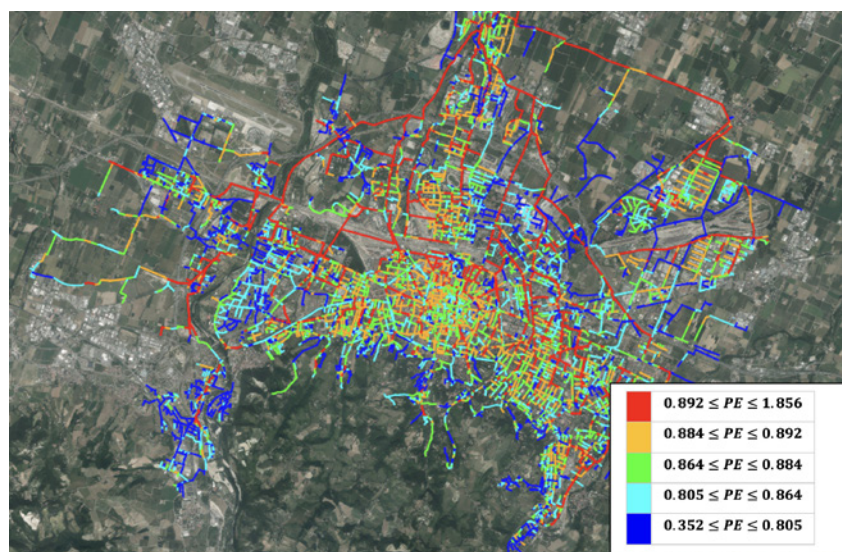 0.892 ≤ PE ≤ 1.856
0.884 ≤ PE ≤ 0.892
0.864 ≤ PE ≤ 0.884
0.805 ≤ PE ≤ 0.864
0.352 ≤ PE ≤ 0.805